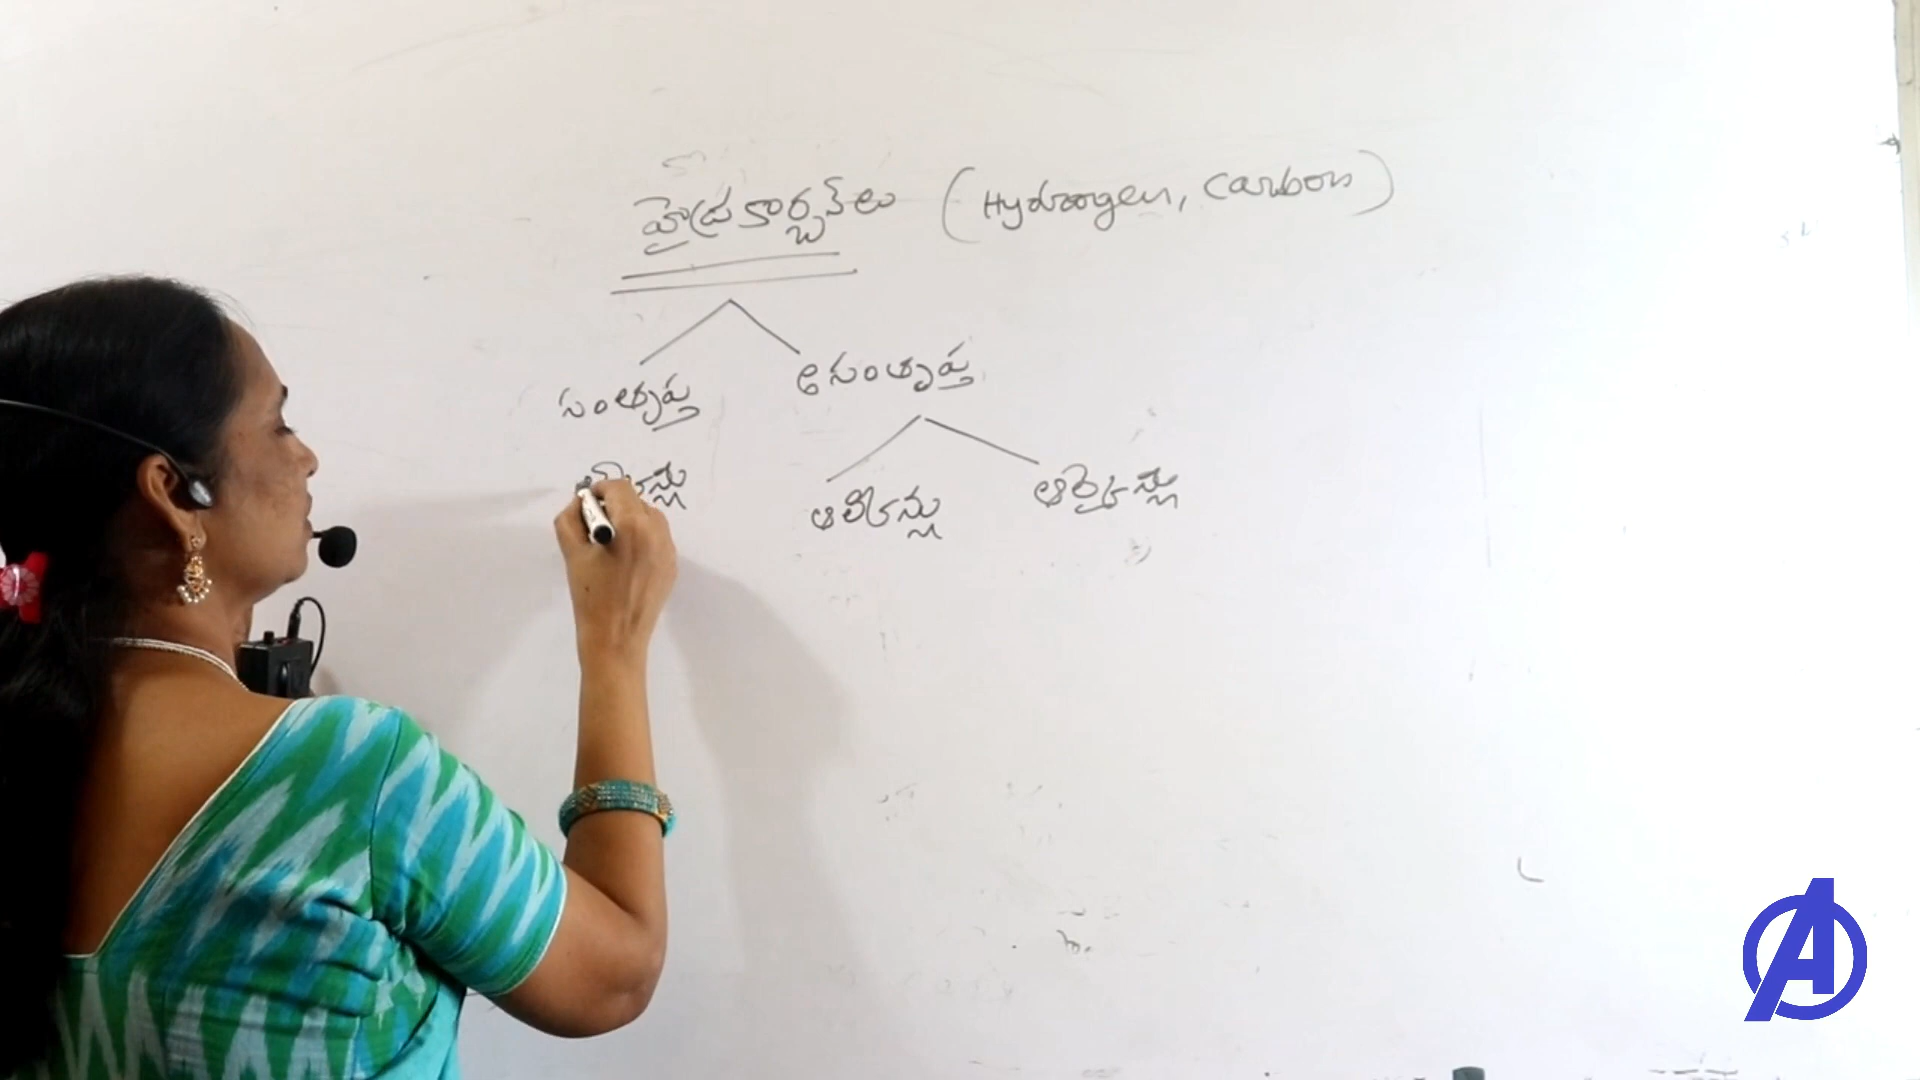 హైడ్రోకార్బన్‌లు (Hydrogen, Carbon)
సంతృప్త అసంతృప్త
ఆల్కీన్లు ఆల్కైన్లు